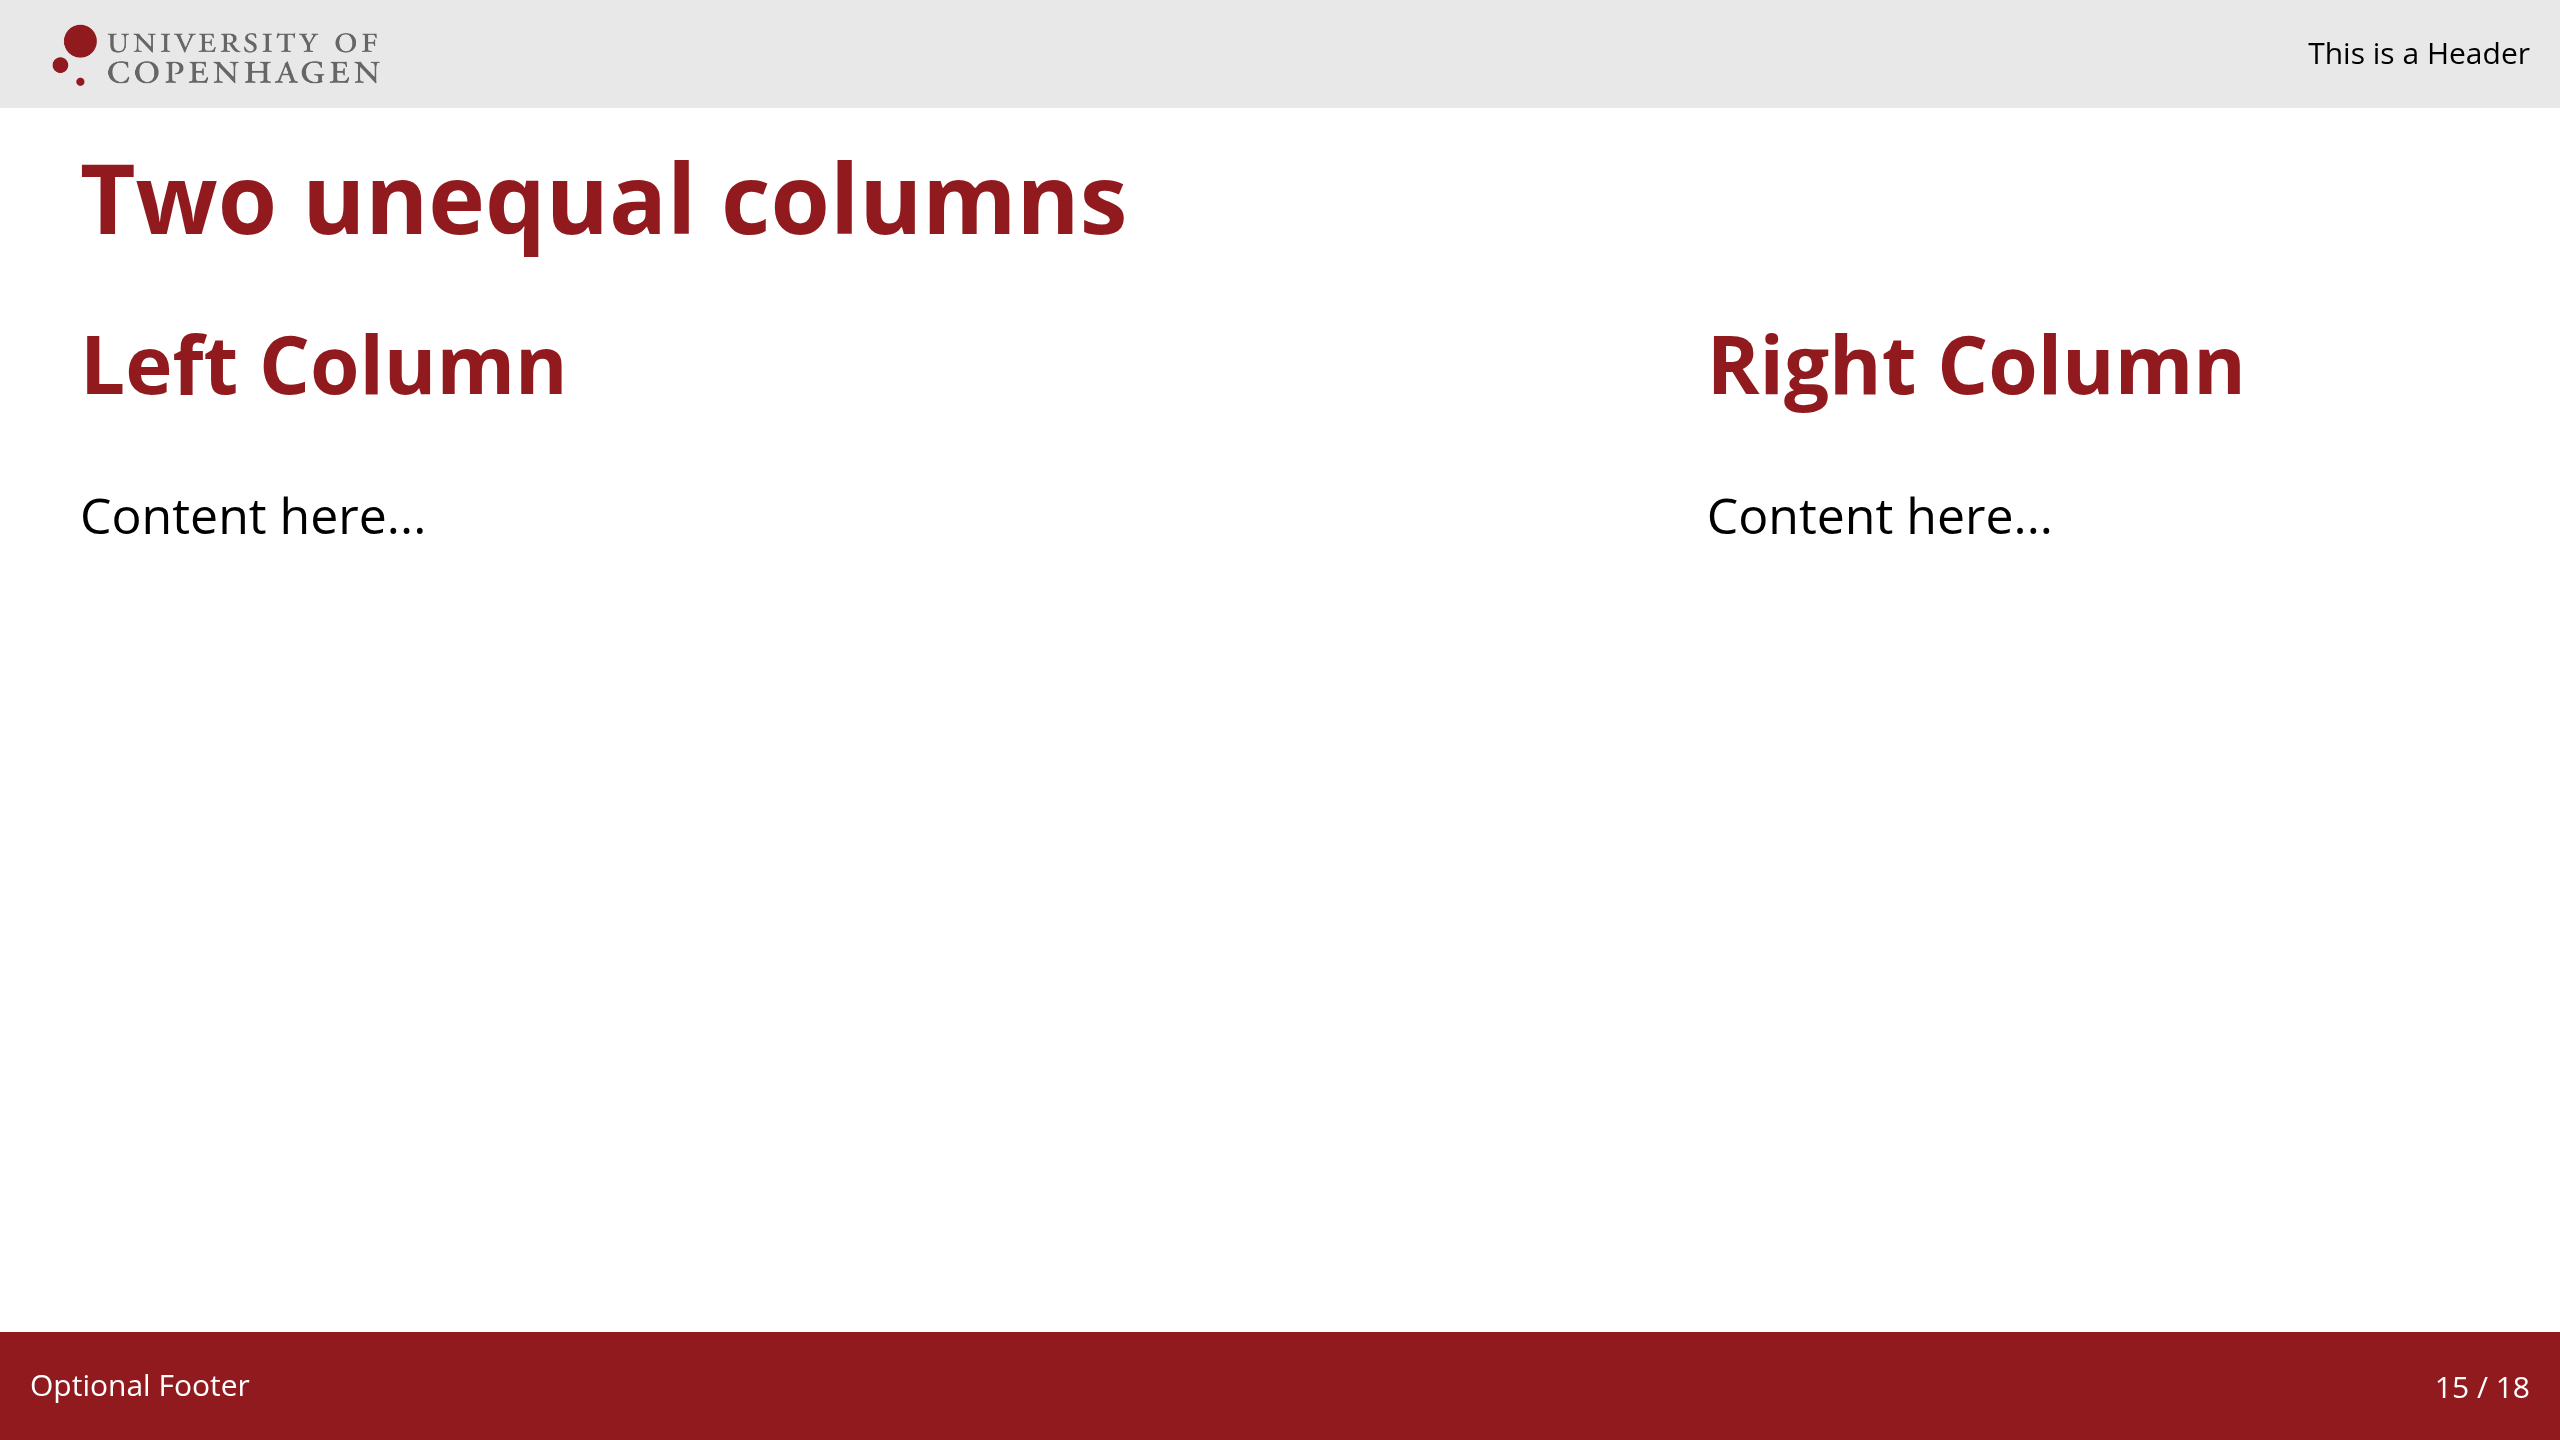 UNIVERSITY OF
COPENHAGEN
This is a Header
Two unequal columns
Left Column
Content here...
Right Column
Content here...
Optional Footer
15 / 18